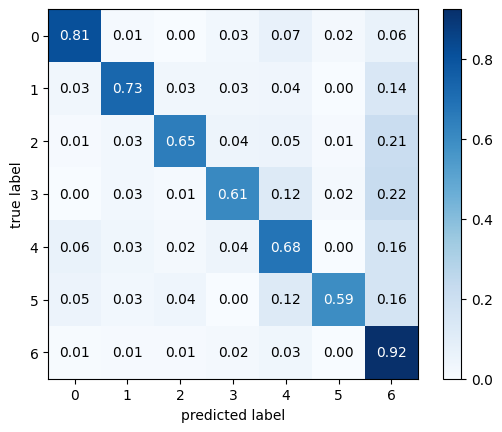 0 0.81 0.01 0.00 0.03 0.07 0.02 0.06
1 0.03 0.73 0.03 0.03 0.04 0.00 0.14
2 0.01 0.03 0.65 0.04 0.05 0.01 0.21
3 0.00 0.03 0.01 0.61 0.12 0.02 0.22
4 0.06 0.03 0.02 0.04 0.68 0.00 0.16
5 0.05 0.03 0.04 0.00 0.12 0.59 0.16
6 0.01 0.01 0.01 0.02 0.03 0.00 0.92
0 1 2 3 4 5 6
predicted label
true label
0.8
0.6
0.4
0.2
0.0